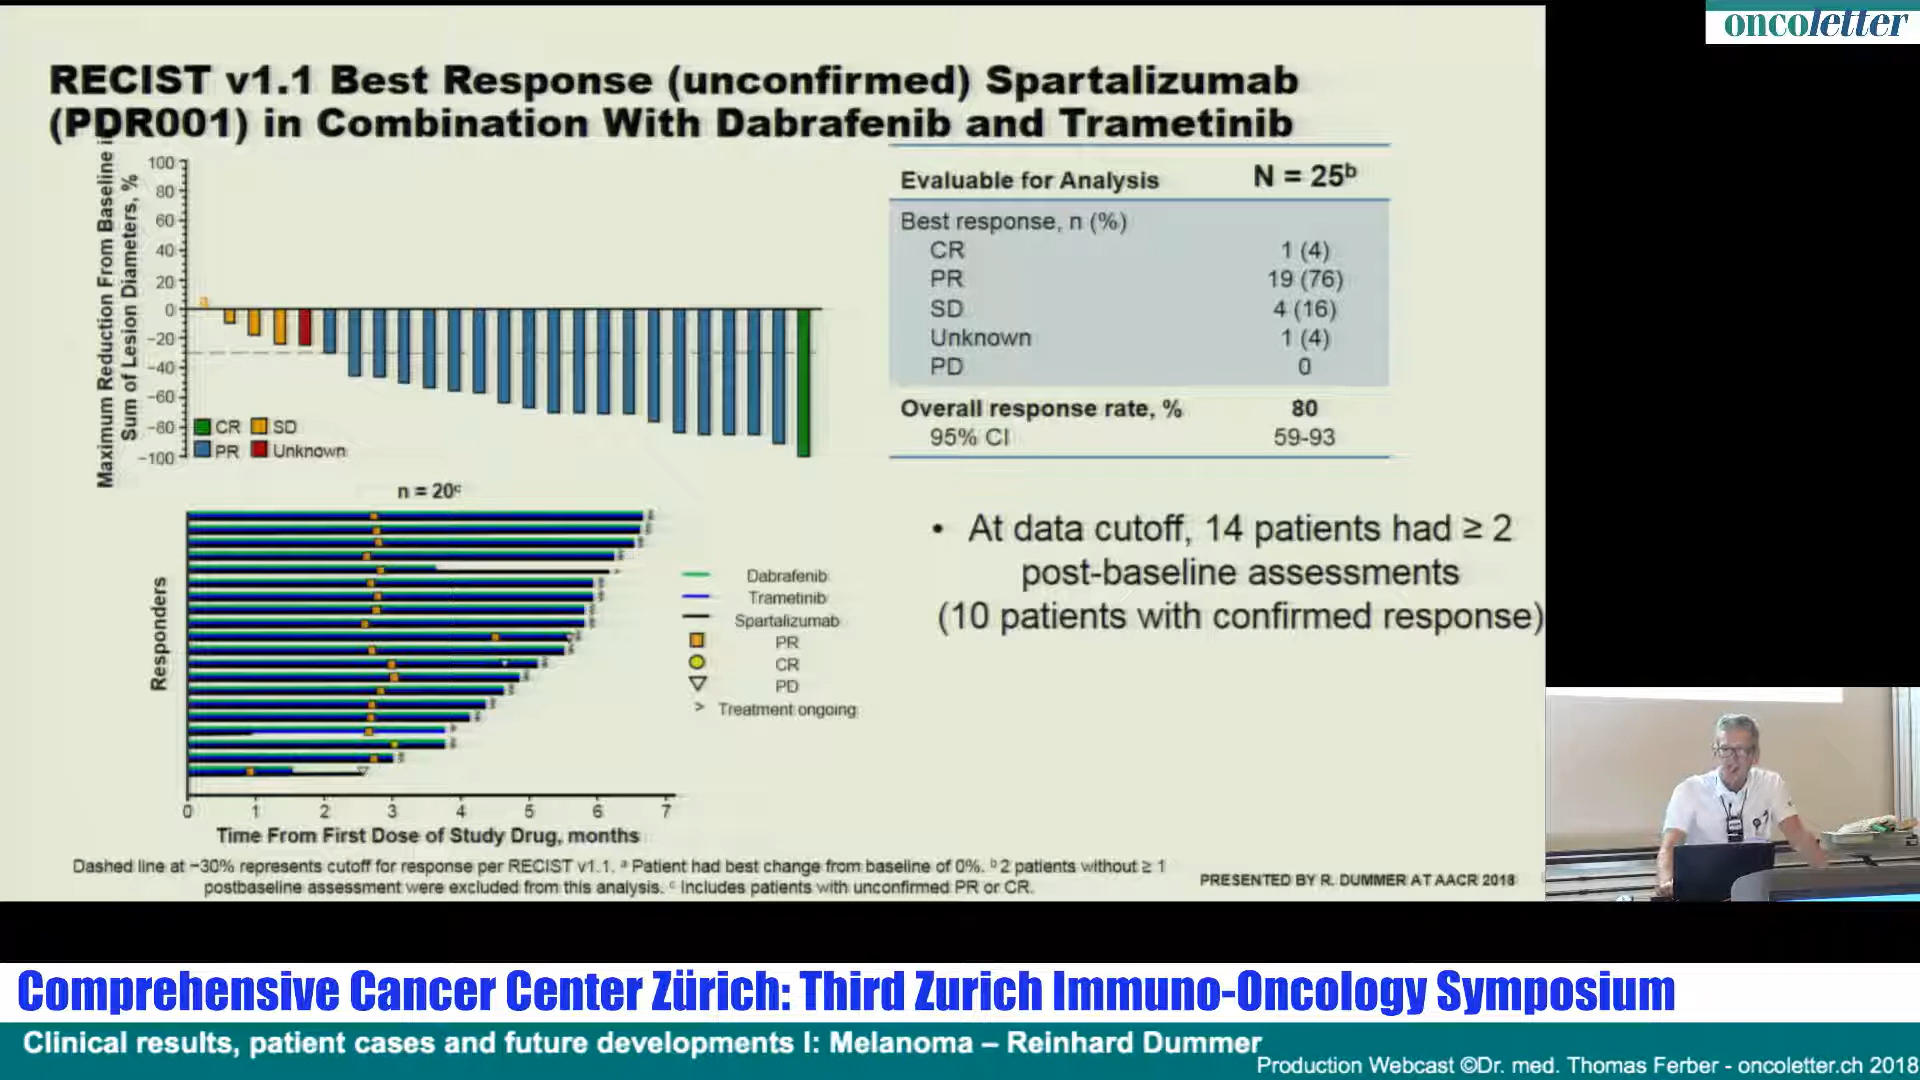 oncoletter
RECIST v1.1 Best Response (unconfirmed) Spartalizumab
(PDR001) in Combination With Dabrafenib and Trametinib
Maximum Reduction From Baseline i
Sum of Lesion Diameters, %
100
80
60
40
20
0
−20
−40
−60
−80
−100
a
CR SD
PR Unknown
Evaluable for Analysis N = 25b
Best response, n (%)
CR 1 (4)
PR 19 (76)
SD 4 (16)
Unknown 1 (4)
PD 0
Overall response rate, % 80
95% CI 59-93
n = 20c
Responders
Dabrafenib
Trametinib
Spartalizumab
PR
CR
PD
> Treatment ongoing
0 1 2 3 4 5 6 7
Time From First Dose of Study Drug, months
• At data cutoff, 14 patients had ≥ 2
post-baseline assessments
(10 patients with confirmed response)
Dashed line at −30% represents cutoff for response per RECIST v1.1. a Patient had best change from baseline of 0%. b 2 patients without ≥ 1
postbaseline assessment were excluded from this analysis. c Includes patients with unconfirmed PR or CR.
PRESENTED BY R. DUMMER AT AACR 2018
Comprehensive Cancer Center Zürich: Third Zurich Immuno-Oncology Symposium
Clinical results, patient cases and future developments I: Melanoma – Reinhard Dummer
Production Webcast ©Dr. med. Thomas Ferber - oncoletter.ch 2018